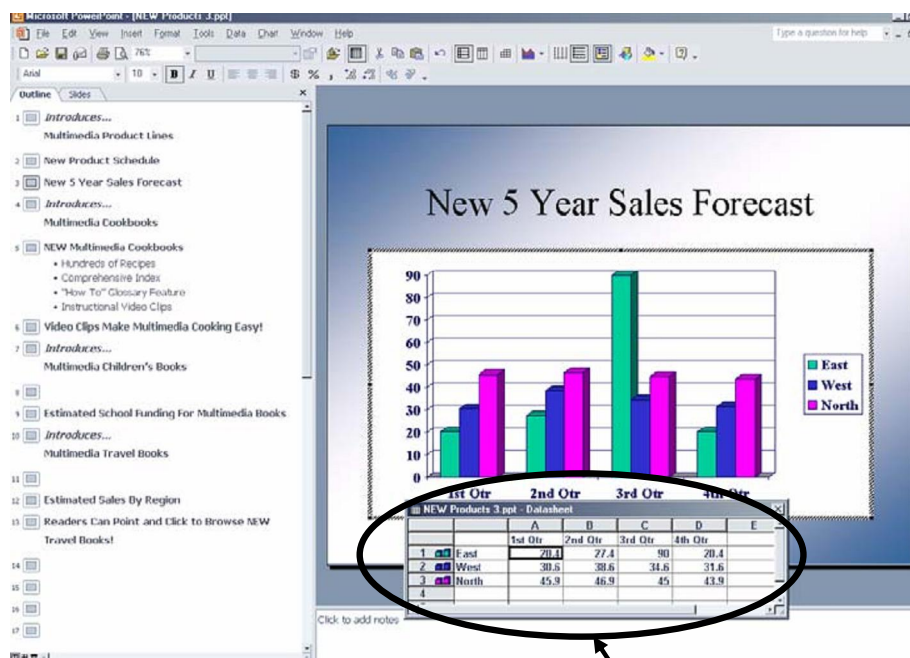 Microsoft PowerPoint - [NEW Products 3.ppt]
File Edit View Insert Format Tools Data Chart Window Help
Type a question for help
76%
Arial 10 B I U $ % ,
Outline Slides
1 Introduces...
Multimedia Product Lines
2 New Product Schedule
3 New 5 Year Sales Forecast
4 Introduces...
Multimedia Cookbooks
5 NEW Multimedia Cookbooks
• Hundreds of Recipes
• Comprehensive Index
• "How To" Glossary Feature
• Instructional Video Clips
6 Video Clips Make Multimedia Cooking Easy!
7 Introduces...
Multimedia Children's Books
8
9 Estimated School Funding For Multimedia Books
10 Introduces...
Multimedia Travel Books
11
12 Estimated Sales By Region
13 Readers Can Point and Click to Browse NEW
Travel Books!
14
15
16
17
New 5 Year Sales Forecast
90
80
70
60
50
40
30
20
10
0
1st Qtr 2nd Qtr 3rd Qtr 4th Qtr
East
West
North
NEW Products 3.ppt - Datasheet
A B C D E
1st Qtr 2nd Qtr 3rd Qtr 4th Qtr
1 East 20.4 27.4 90 20.4
2 West 30.6 38.6 34.6 31.6
3 North 45.9 46.9 45 43.9
4
Click to add notes